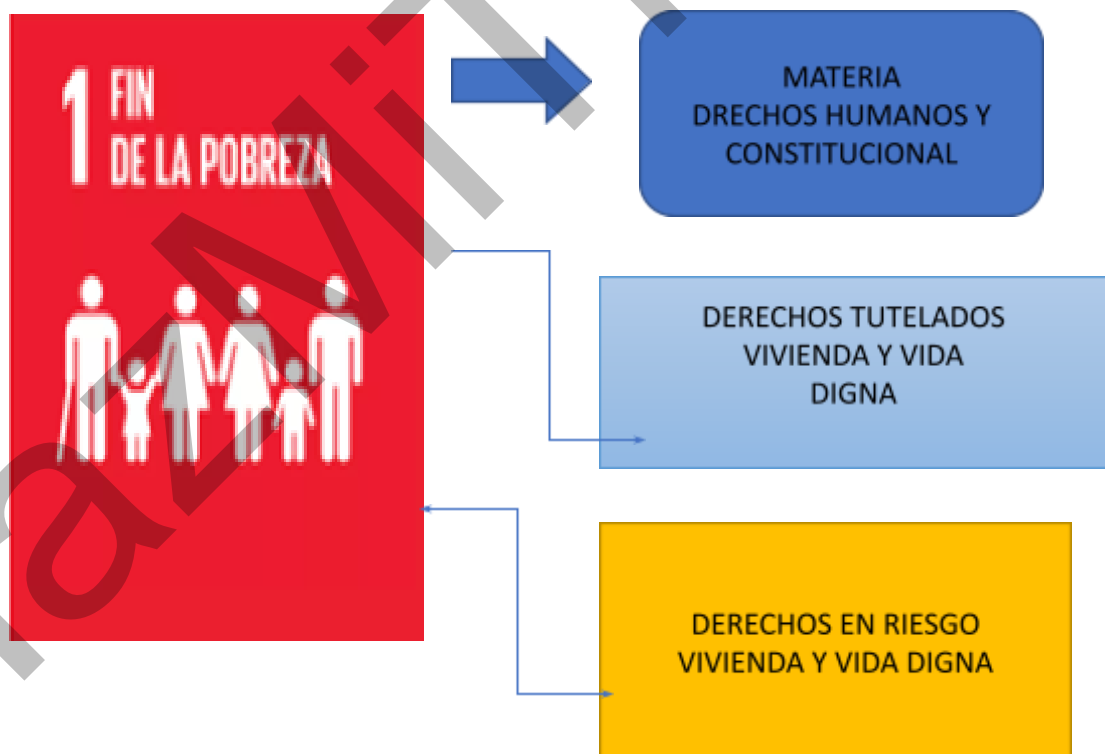 1 FIN
DE LA POBREZA
MATERIA
DRECHOS HUMANOS Y
CONSTITUCIONAL
DERECHOS TUTELADOS
VIVIENDA Y VIDA
DIGNA
DERECHOS EN RIESGO
VIVIENDA Y VIDA DIGNA